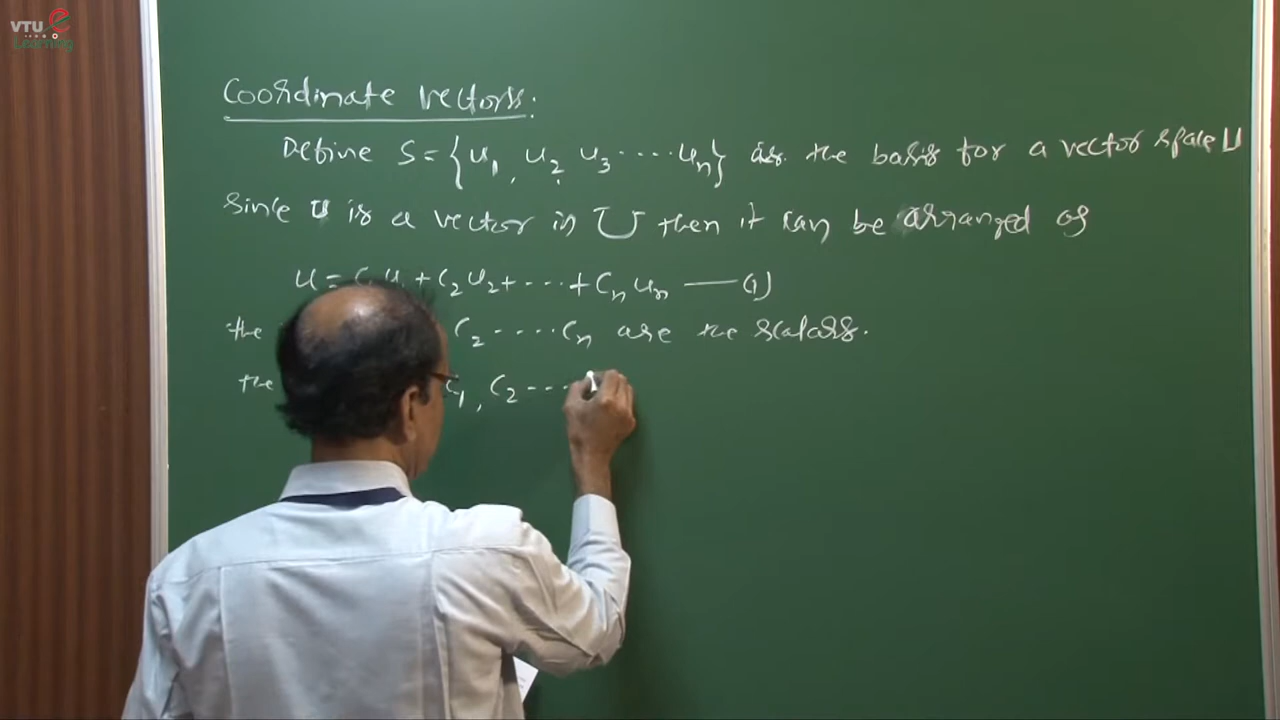 VTU e
Learning
Coordinate vectors:
Define S = {u1, u2, u3 ..... un} as the basis for a vector space U
Since u is a vector in U then it can be arranged as
u = c1 u1 + c2 u2 + ... + cn un — (1)
the c2 ..... cn are the scalars.
the c1, c2 ....